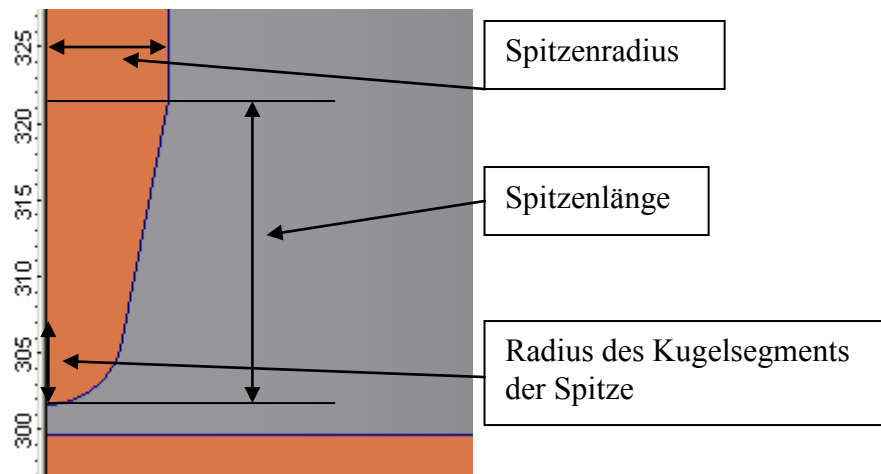 325
320
315
310
305
300
Spitzenradius
Spitzenlänge
Radius des Kugelsegments
der Spitze